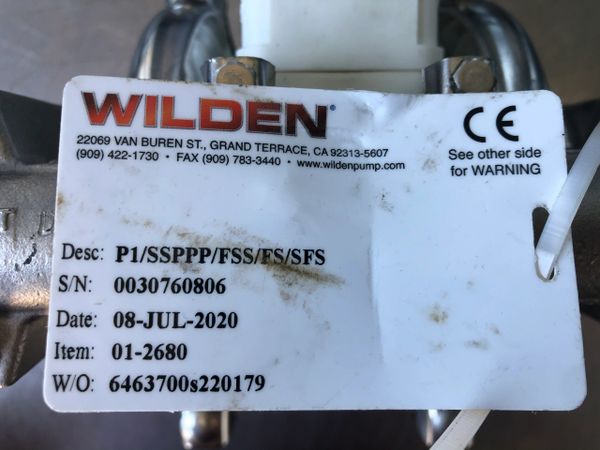 WILDEN®
22069 VAN BUREN ST., GRAND TERRACE, CA 92313-5607
(909) 422-1730 • FAX (909) 783-3440 • www.wildenpump.com
CE
See other side
for WARNING
Desc: P1/SSPPP/FSS/FS/SFS
S/N: 0030760806
Date: 08-JUL-2020
Item: 01-2680
W/O: 6463700s220179